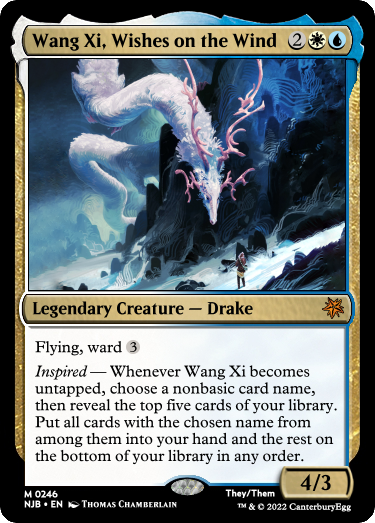 Wang Xi, Wishes on the Wind 2
Legendary Creature — Drake
Flying, ward 3
Inspired — Whenever Wang Xi becomes
untapped, choose a nonbasic card name,
then reveal the top five cards of your library.
Put all cards with the chosen name from
among them into your hand and the rest on
the bottom of your library in any order.
4/3
M 0246
NJB • EN Thomas Chamberlain
They/Them
™ & © 2022 CanterburyEgg